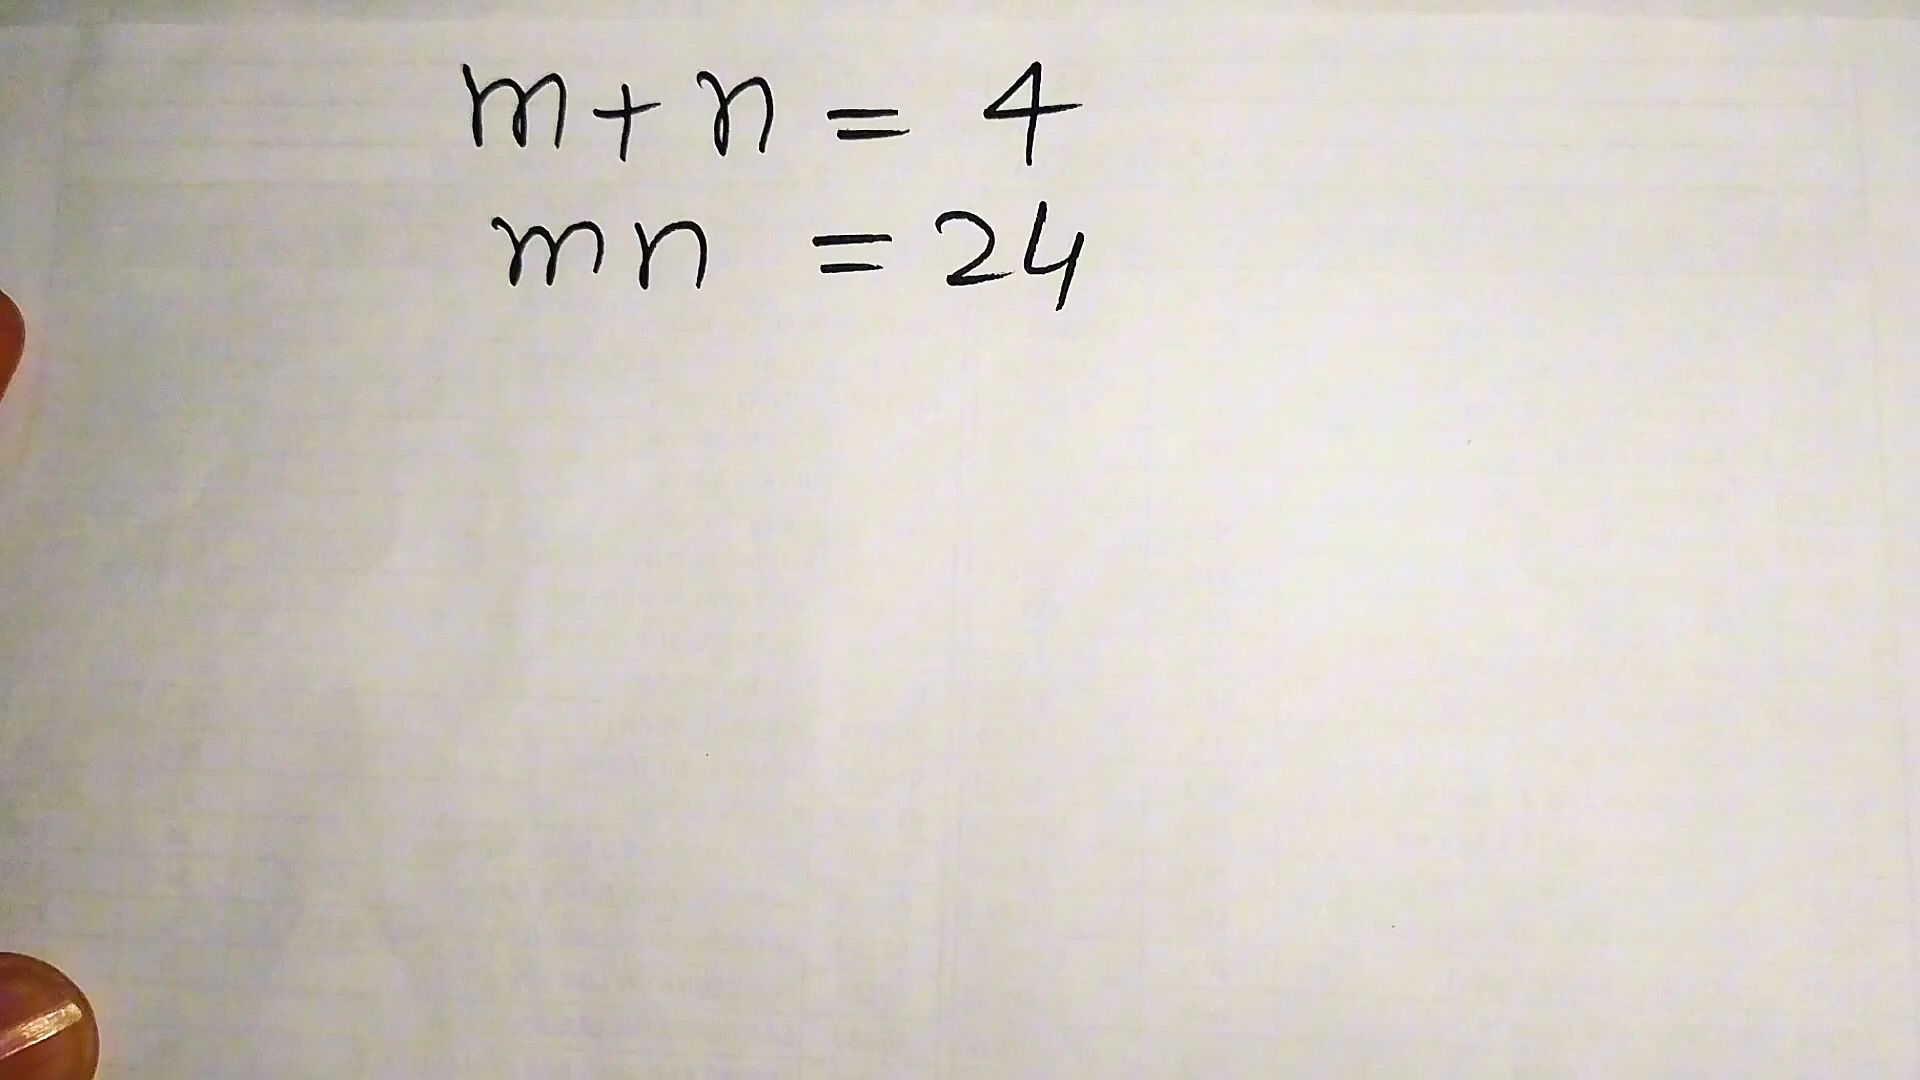 m + n = 4
mn = 24